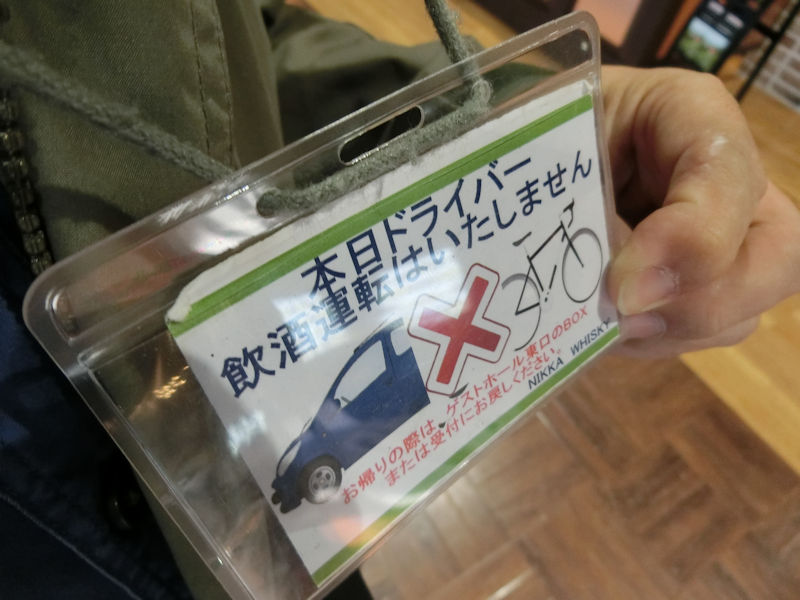 本日ドライバー
飲酒運転はいたしません
お帰りの際は、ゲストホール東口のBOX
または受付にお戻しください。
NIKKA WHISKY